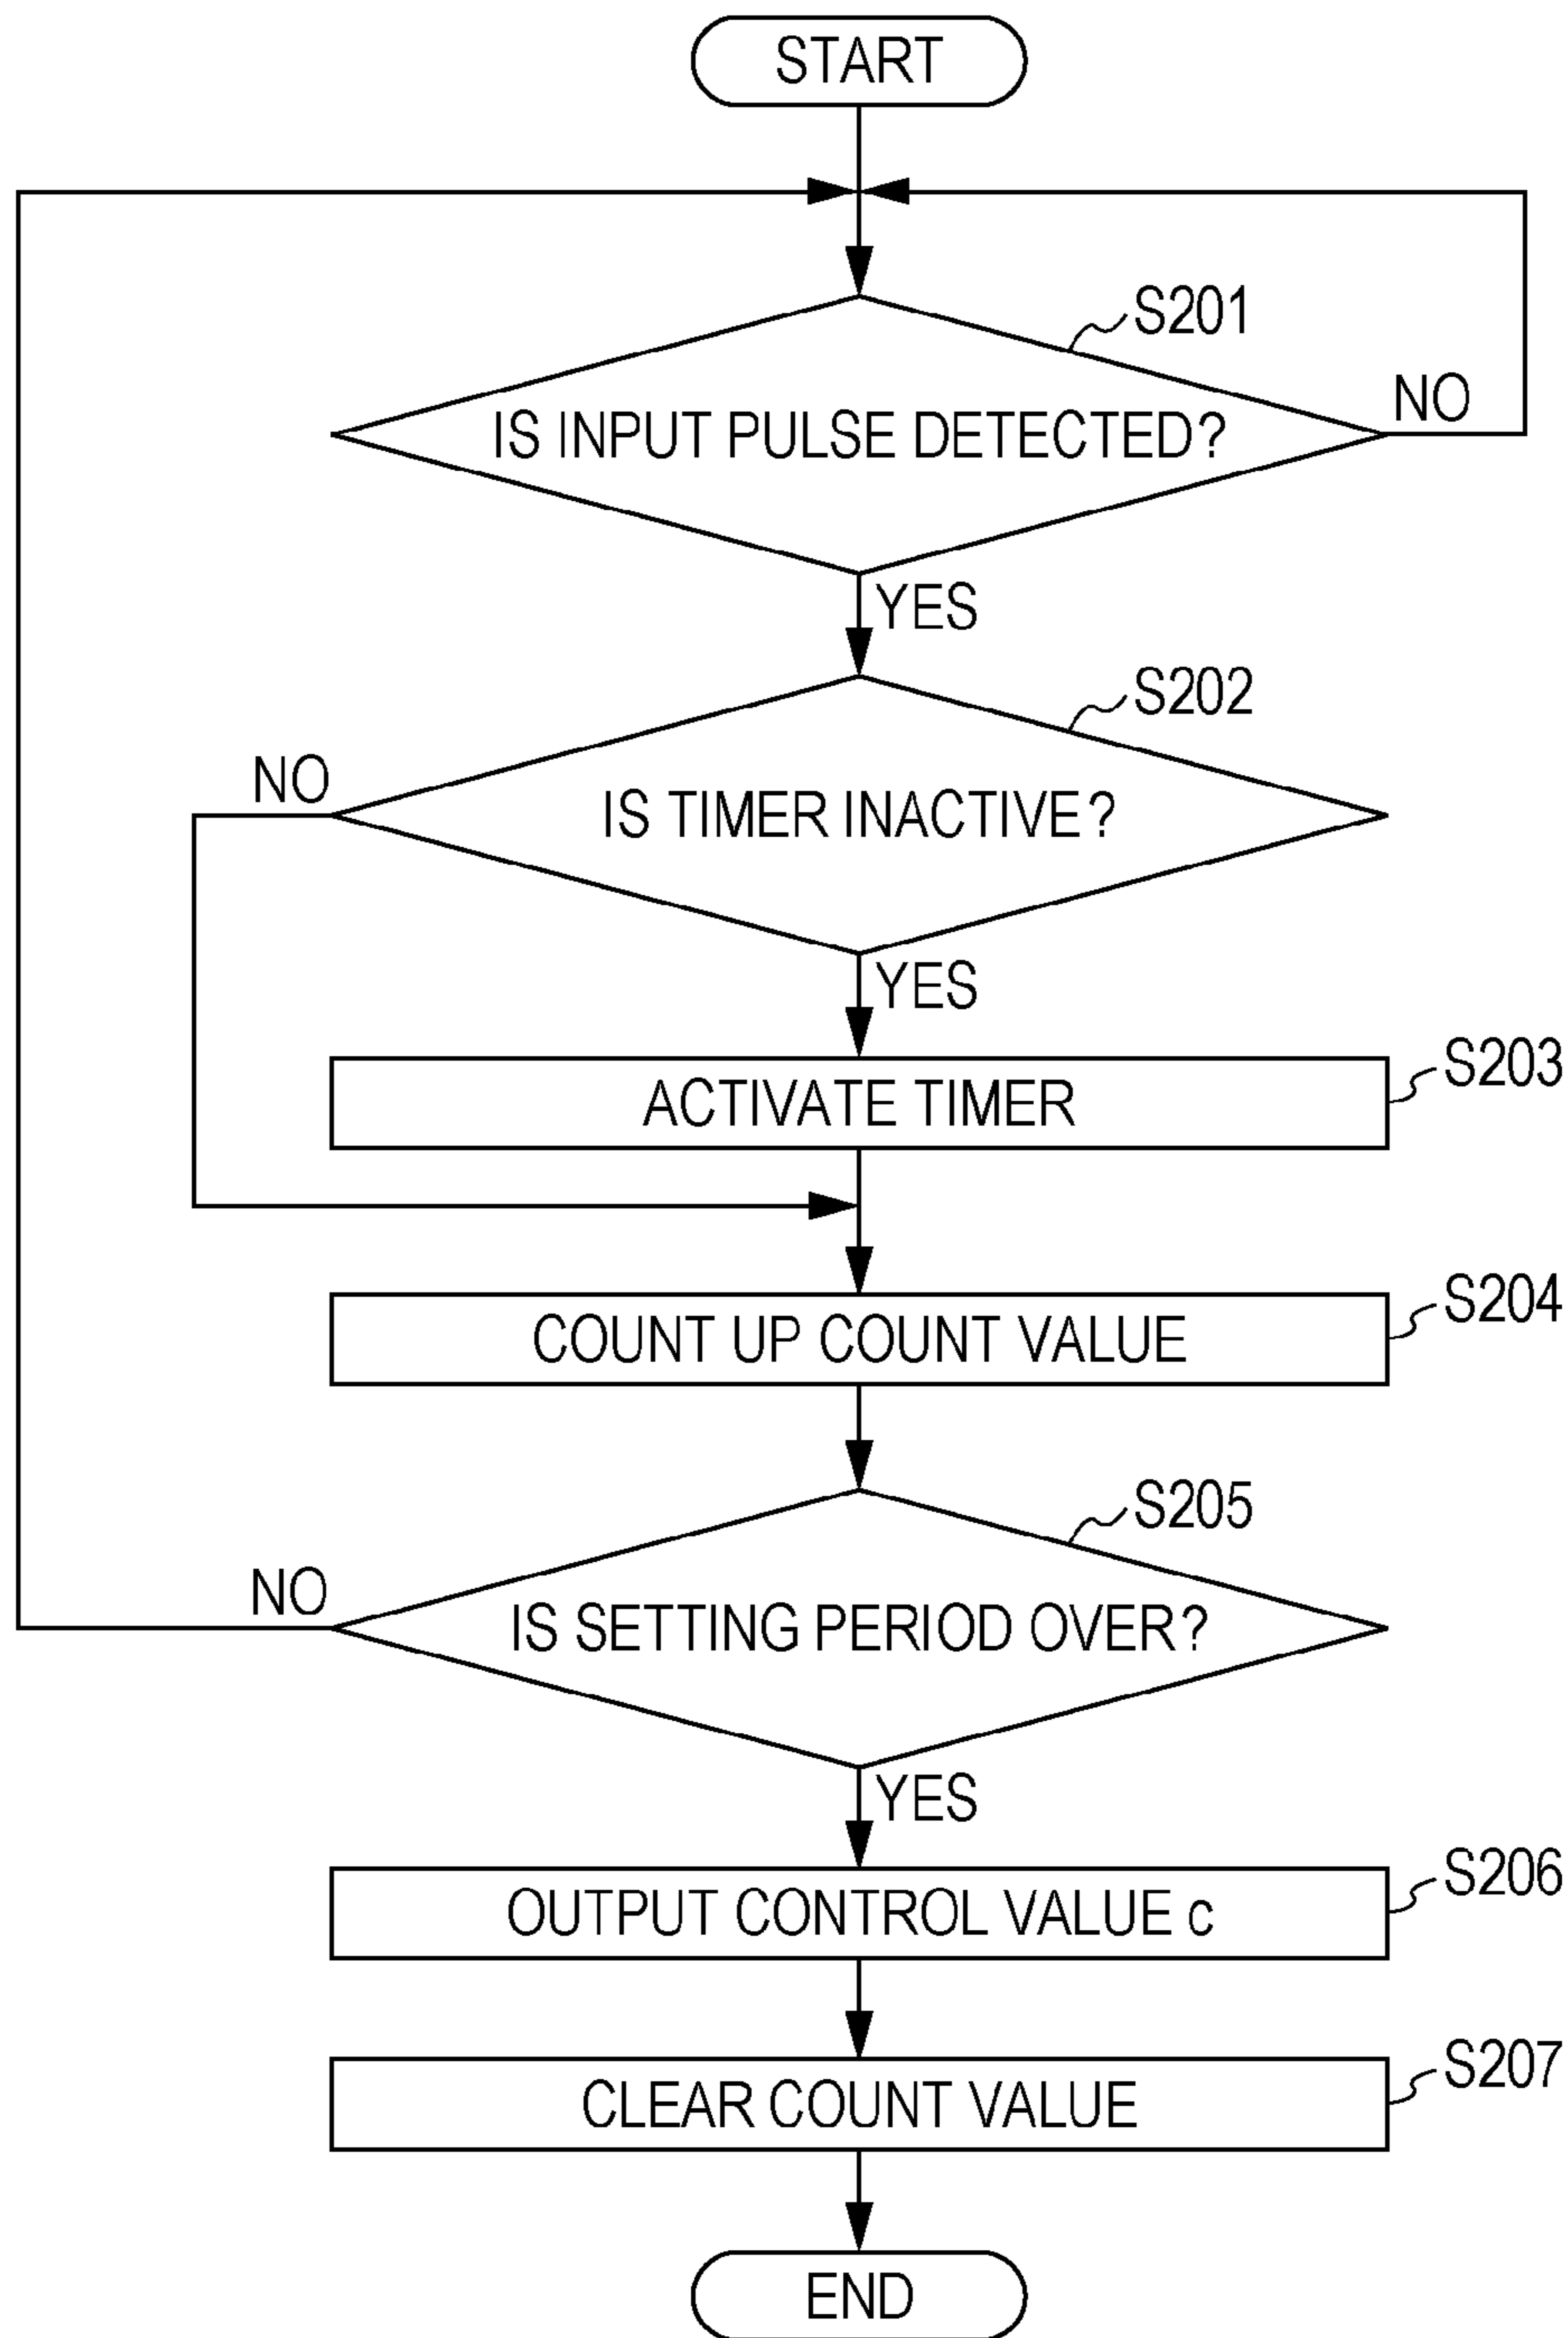 START
S201
IS INPUT PULSE DETECTED?
NO
YES
S202
NO
IS TIMER INACTIVE?
YES
S203
ACTIVATE TIMER
S204
COUNT UP COUNT VALUE
S205
NO
IS SETTING PERIOD OVER?
YES
S206
OUTPUT CONTROL VALUE c
S207
CLEAR COUNT VALUE
END